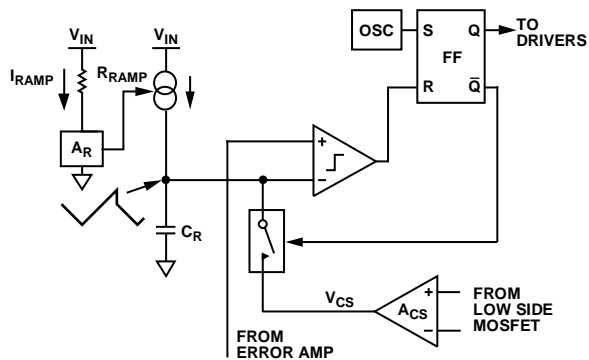 V_IN
V_IN
I_RAMP
R_RAMP
A_R
C_R
OSC
S
Q
FF
R
Q̅
TO
DRIVERS
+
–
V_CS
A_CS
+
–
FROM
LOW SIDE
MOSFET
FROM
ERROR AMP